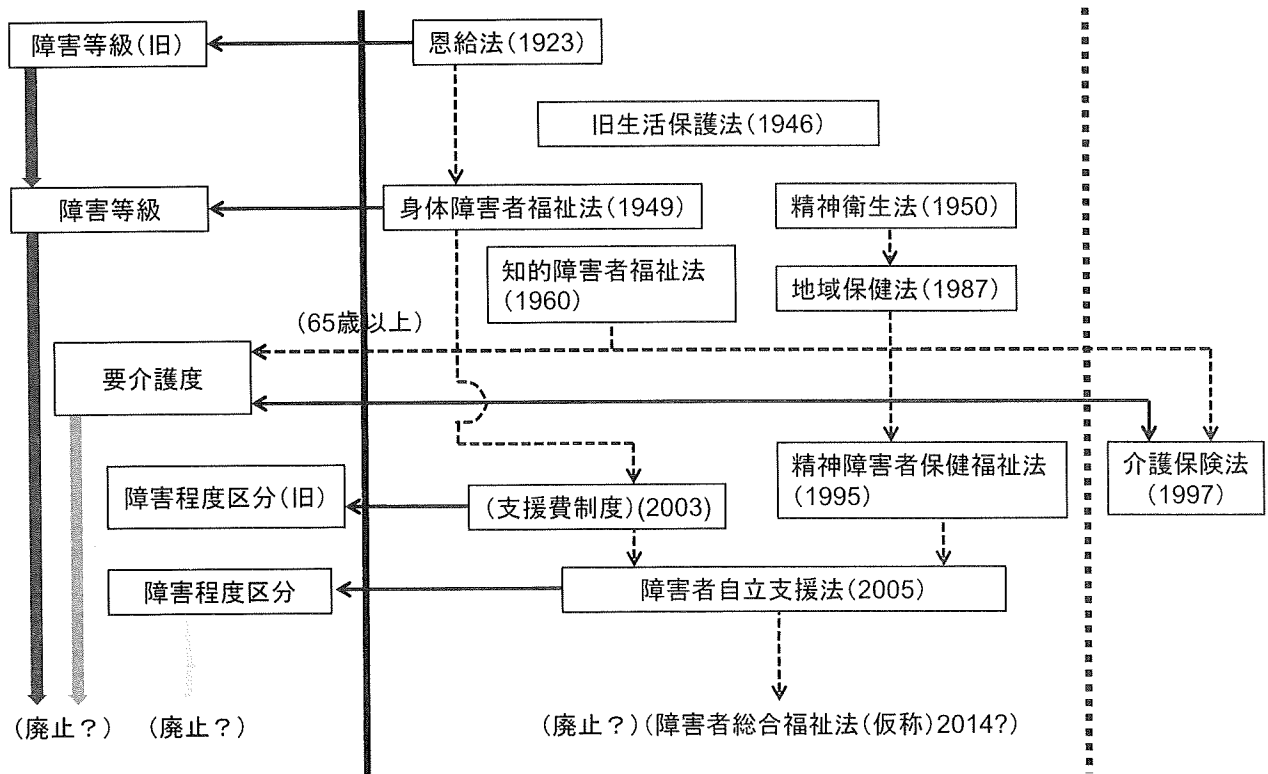 障害等級(旧)
恩給法(1923)
旧生活保護法(1946)
障害等級
身体障害者福祉法(1949)
精神衛生法(1950)
知的障害者福祉法
(1960)
地域保健法(1987)
(65歳以上)
要介護度
障害程度区分(旧)
(支援費制度)(2003)
精神障害者保健福祉法
(1995)
介護保険法
(1997)
障害程度区分
障害者自立支援法(2005)
(廃止？)
(廃止？)
(廃止？)(障害者総合福祉法(仮称)2014?)